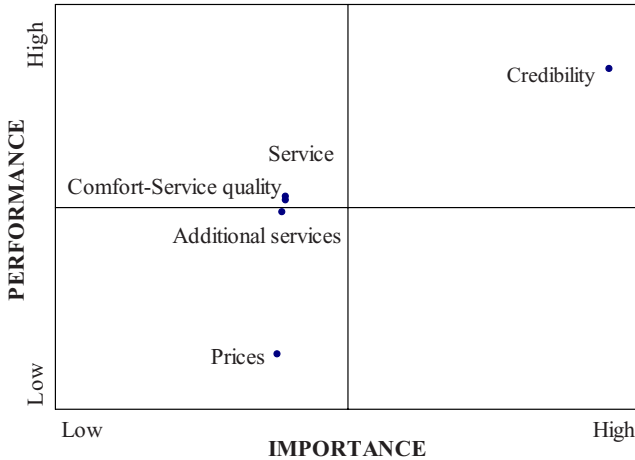 High
Credibility
Service
Comfort-Service quality
PERFORMANCE
Additional services
Prices
Low
Low
High
IMPORTANCE